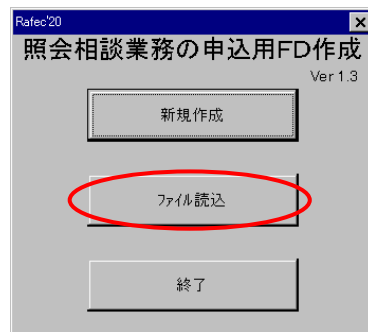 Rafec'20
照会相談業務の申込用FD作成
Ver 1.3
新規作成
ファイル読込
終了